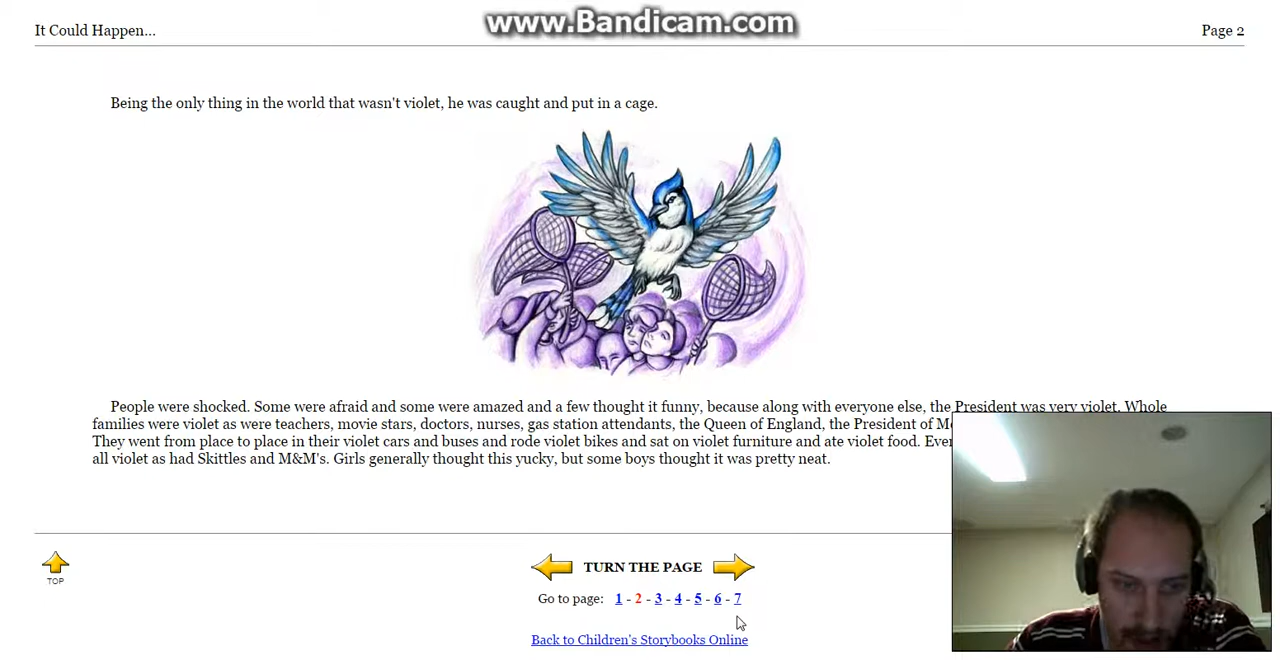 www.Bandicam.com
It Could Happen...
Page 2
Being the only thing in the world that wasn't violet, he was caught and put in a cage.
People were shocked. Some were afraid and some were amazed and a few thought it funny, because along with everyone else, the President was very violet. Whole
families were violet as were teachers, movie stars, doctors, nurses, gas station attendants, the Queen of England, the President of
They went from place to place in their violet cars and buses and rode violet bikes and sat on violet furniture and ate violet food.
all violet as had Skittles and M&M's. Girls generally thought this yucky, but some boys thought it was pretty neat.
TOP
TURN THE PAGE
Go to page: 1 - 2 - 3 - 4 - 5 - 6 - 7
Back to Children's Storybooks Online